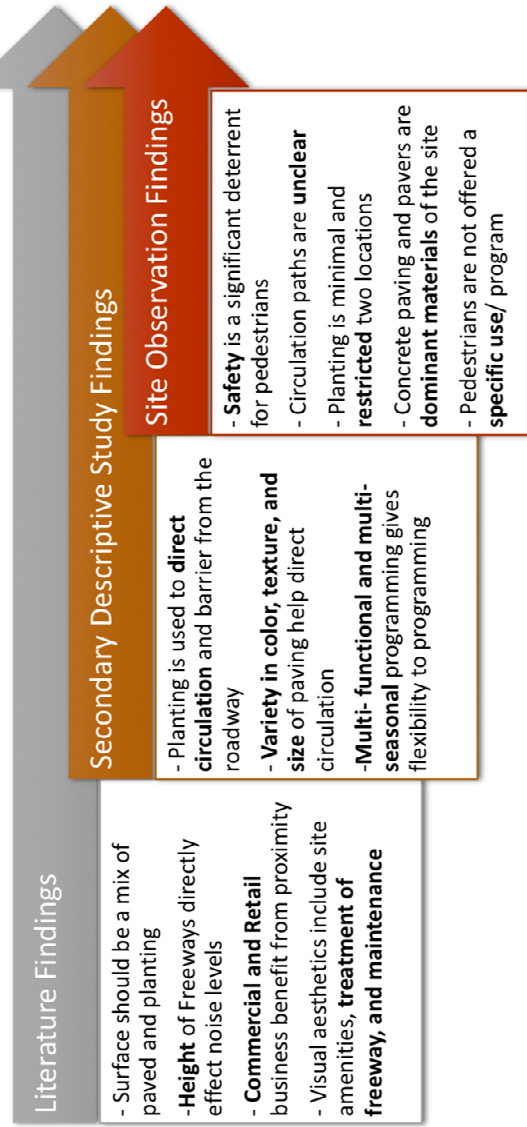 Literature Findings
- Surface should be a mix of
paved and planting
-Height of Freeways directly
effect noise levels
- Commercial and Retail
business benefit from proximity
- Visual aesthetics include site
amenities, treatment of
freeway, and maintenance
Secondary Descriptive Study Findings
- Planting is used to direct
circulation and barrier from the
roadway
- Variety in color, texture, and
size of paving help direct
circulation
-Multi- functional and multi-
seasonal programming gives
flexibility to programming
Site Observation Findings
- Safety is a significant deterrent
for pedestrians
- Circulation paths are unclear
- Planting is minimal and
restricted two locations
- Concrete paving and pavers are
dominant materials of the site
- Pedestrians are not offered a
specific use/ program